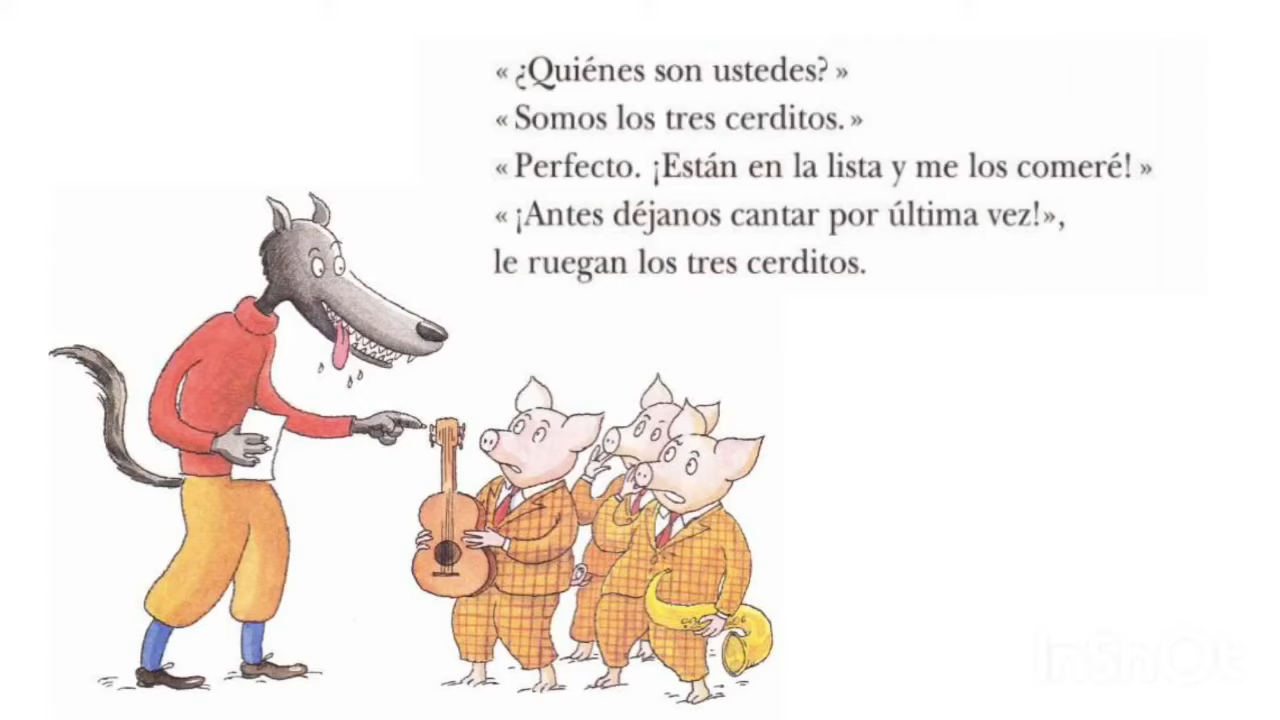 « ¿Quiénes son ustedes? »
« Somos los tres cerditos. »
« Perfecto. ¡Están en la lista y me los comeré! »
« ¡Antes déjanos cantar por última vez!»,
le ruegan los tres cerditos.
InShOt